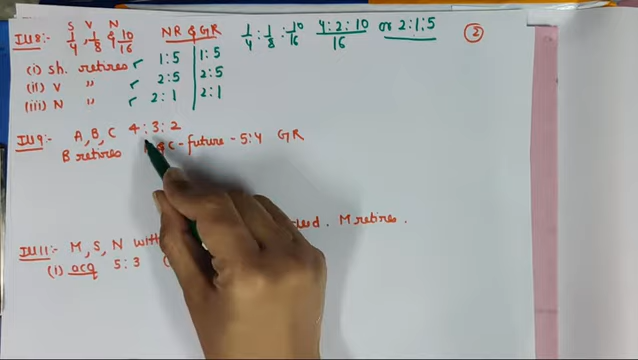 Ill 8:- S V N
1/4, 1/8 & 10/16 NR & GR 1/4 : 1/8 : 10/16 4:2:10/16 or 2:1:5 (2)
(i) Sh. retires r 1:5 1:5
(ii) V " r 2:5 2:5
(iii) N " r 2:1 2:1
Ill 9:- A, B, C 4:3:2
B retires & C - future - 5:4 GR
Ill 11:- M, S, N M retires.
(i) acq 5:3